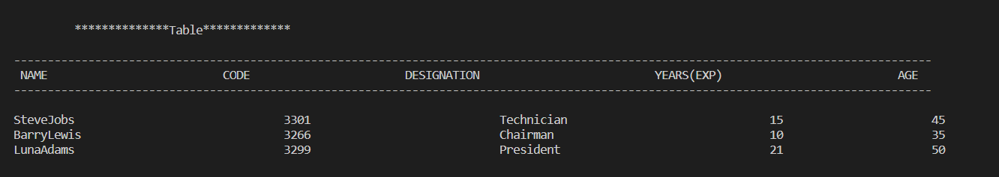 **************Table*************
----------------------------------------------------------------------------------------------------------------------------------------
NAME CODE DESIGNATION YEARS(EXP) AGE
----------------------------------------------------------------------------------------------------------------------------------------
SteveJobs 3301 Technician 15 45
BarryLewis 3266 Chairman 10 35
LunaAdams 3299 President 21 50